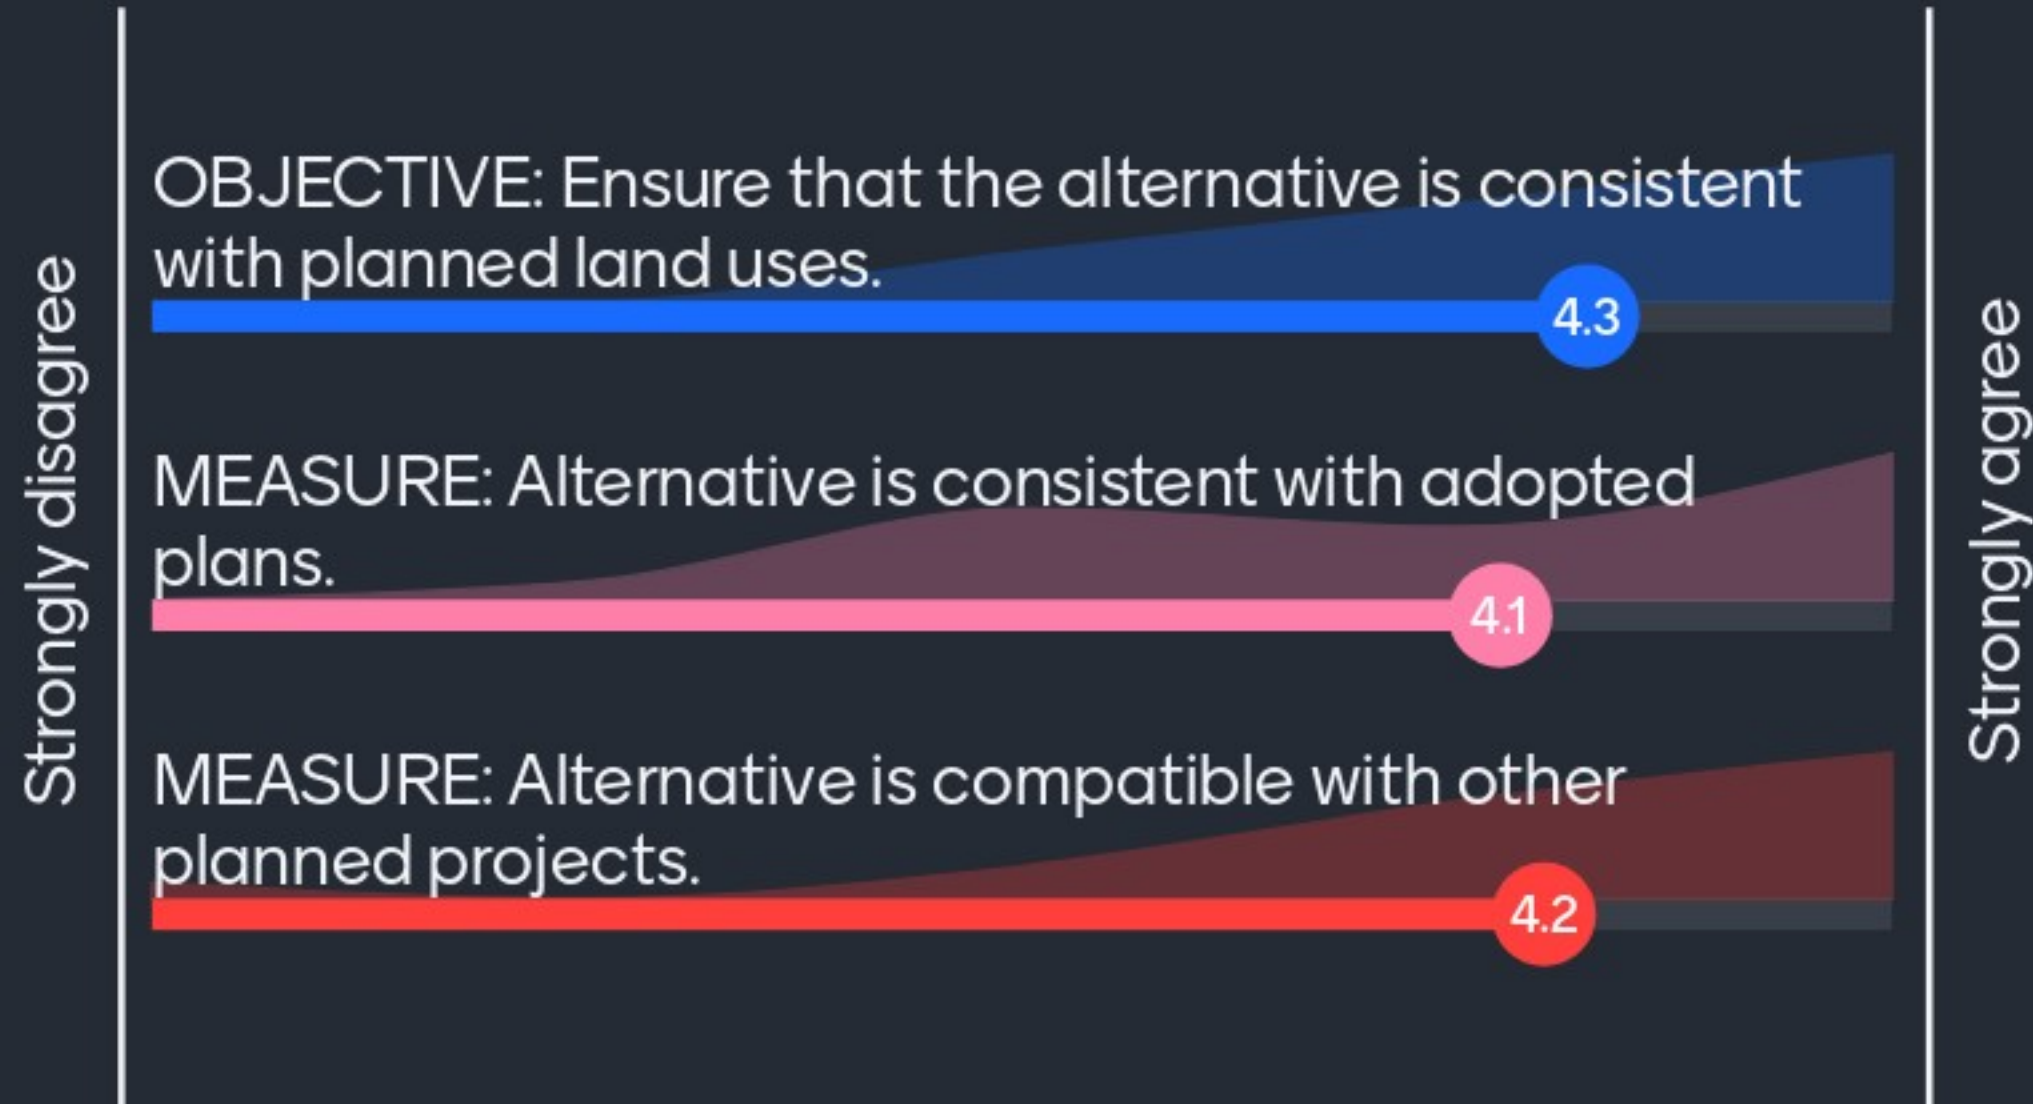 Strongly disagree
OBJECTIVE: Ensure that the alternative is consistent
with planned land uses.
4.3
MEASURE: Alternative is consistent with adopted
plans.
4.1
MEASURE: Alternative is compatible with other
planned projects.
4.2
Strongly agree